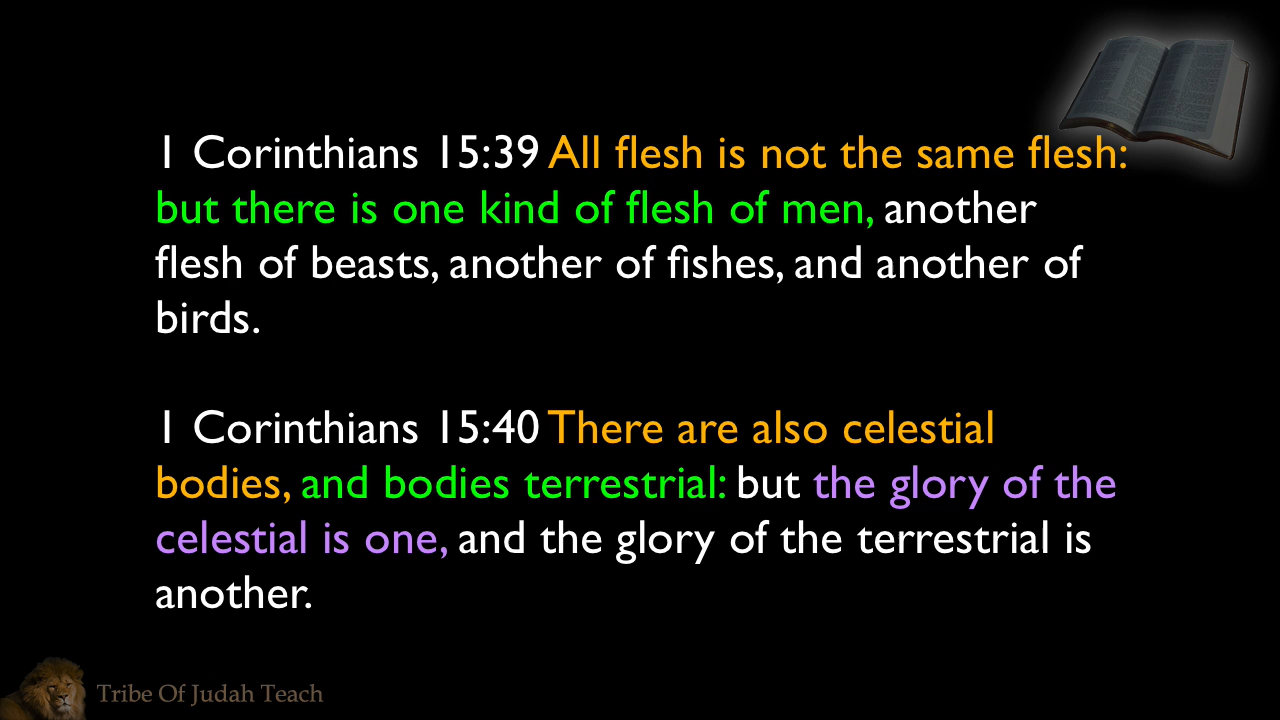 1 Corinthians 15:39 All flesh is not the same flesh:
but there is one kind of flesh of men, another
flesh of beasts, another of fishes, and another of
birds.
1 Corinthians 15:40 There are also celestial
bodies, and bodies terrestrial: but the glory of the
celestial is one, and the glory of the terrestrial is
another.
Tribe Of Judah Teach